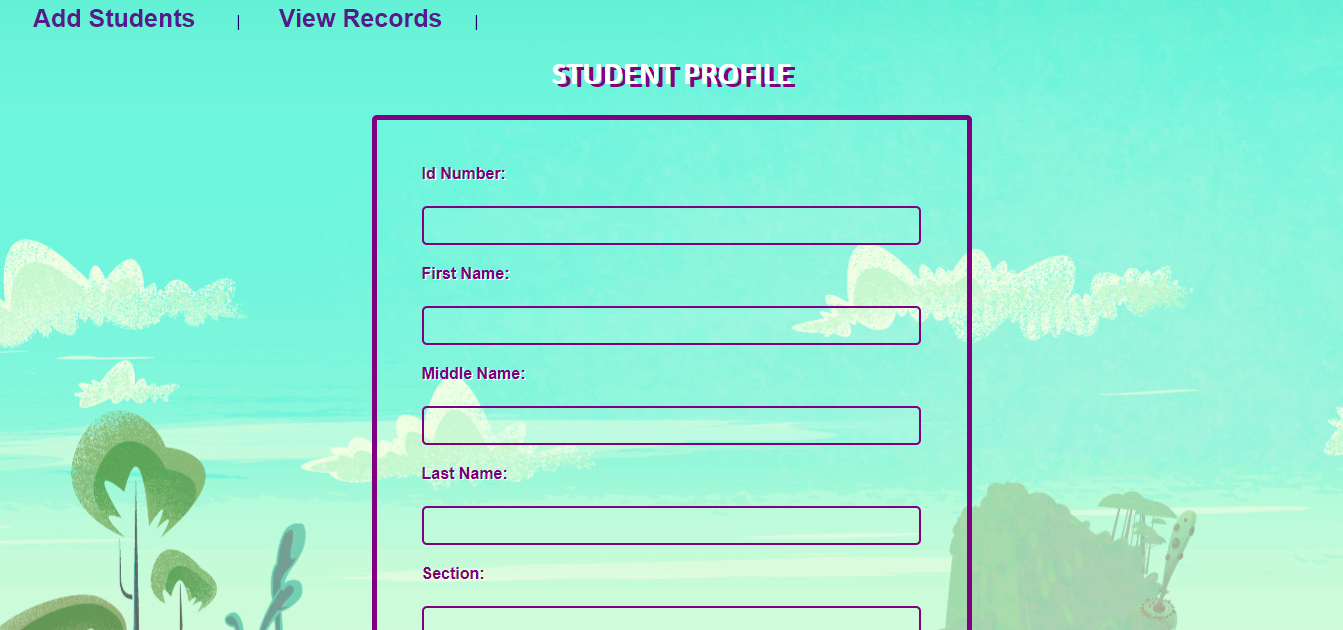 Add Students | View Records |
STUDENT PROFILE
Id Number:
First Name:
Middle Name:
Last Name:
Section: